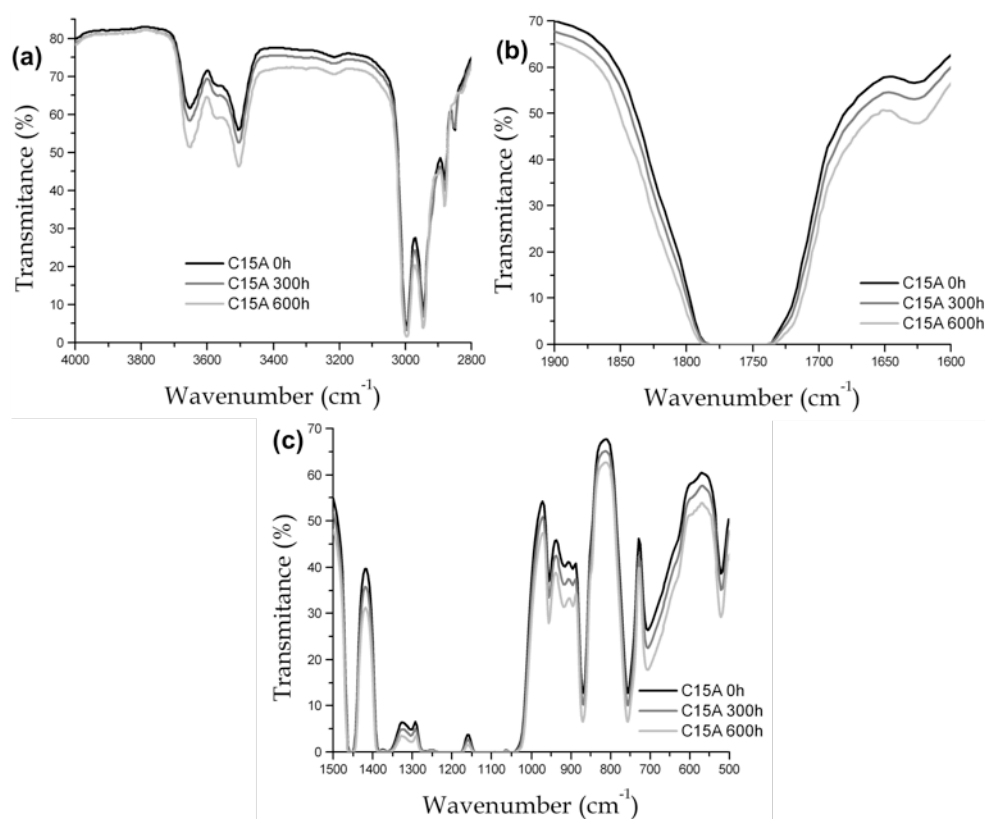 (a)
Transmitance (%)
80
70
60
50
40
30
20
10
0
C15A 0h
C15A 300h
C15A 600h
4000 3800 3600 3400 3200 3000 2800
Wavenumber (cm⁻¹)
(b)
Transmitance (%)
70
60
50
40
30
20
10
0
C15A 0h
C15A 300h
C15A 600h
1900 1850 1800 1750 1700 1650 1600
Wavenumber (cm⁻¹)
(c)
Transmitance (%)
70
60
50
40
30
20
10
0
C15A 0h
C15A 300h
C15A 600h
1500 1400 1300 1200 1100 1000 900 800 700 600 500
Wavenumber (cm⁻¹)